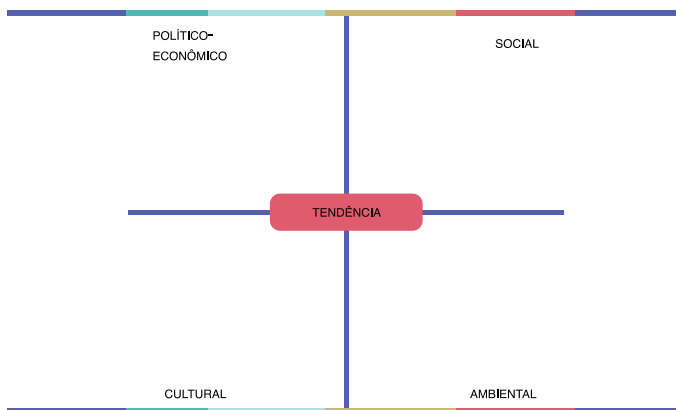 POLÍTICO-
ECONÔMICO
SOCIAL
TENDÊNCIA
CULTURAL
AMBIENTAL